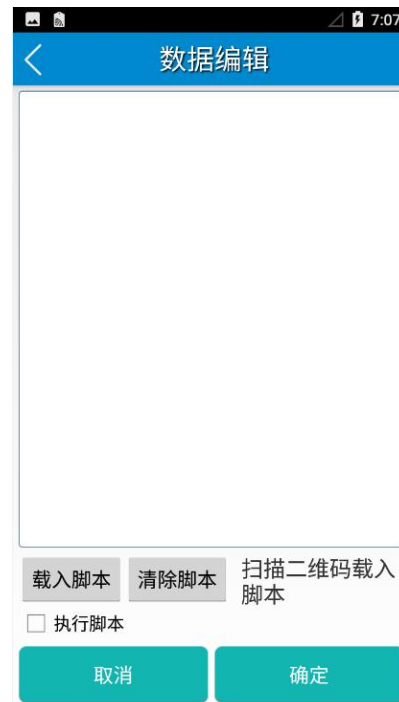 7:07
数据编辑
载入脚本
清除脚本
扫描二维码载入
脚本
执行脚本
取消
确定